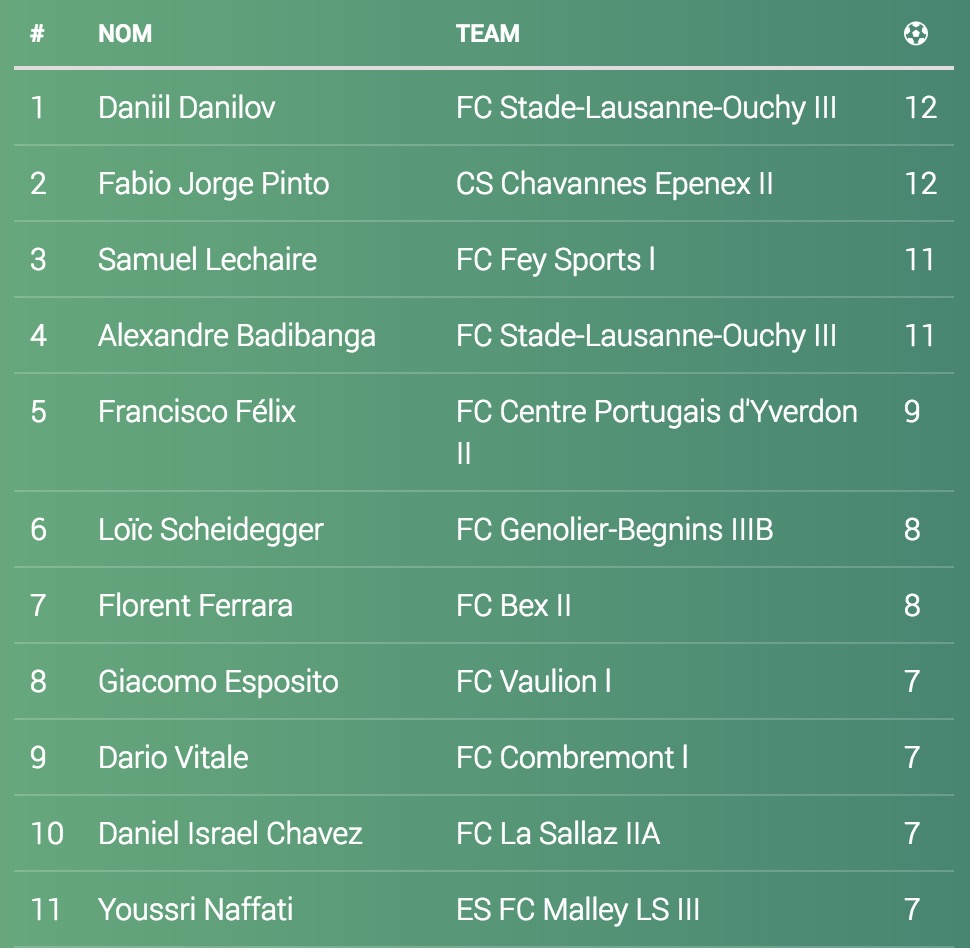 # NOM TEAM ⚽
1 Daniil Danilov FC Stade-Lausanne-Ouchy III 12
2 Fabio Jorge Pinto CS Chavannes Epenex II 12
3 Samuel Lechaire FC Fey Sports l 11
4 Alexandre Badibanga FC Stade-Lausanne-Ouchy III 11
5 Francisco Félix FC Centre Portugais d'Yverdon 9
II
6 Loïc Scheidegger FC Genolier-Begnins IIIB 8
7 Florent Ferrara FC Bex II 8
8 Giacomo Esposito FC Vaulion l 7
9 Dario Vitale FC Combremont l 7
10 Daniel Israel Chavez FC La Sallaz IIA 7
11 Youssri Naffati ES FC Malley LS III 7